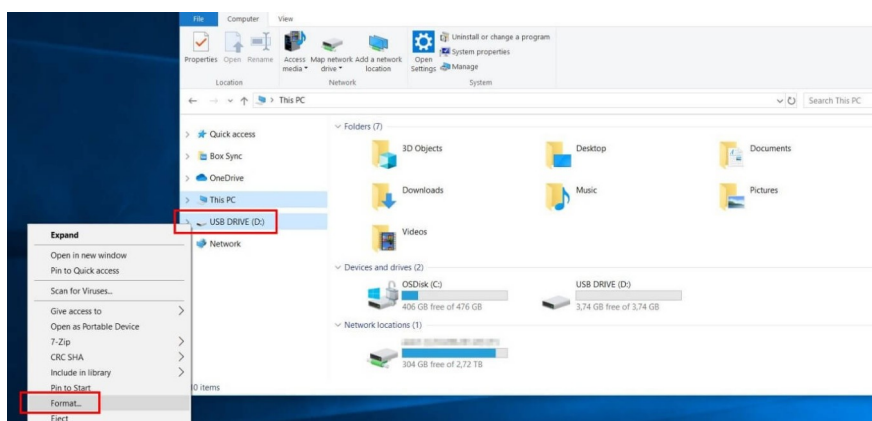 File Computer View
Properties Open Rename Access media Map network drive Add a network location Open Settings Uninstall or change a program
System properties
Manage
Location Network System
This PC Search This PC
Quick access
Box Sync
OneDrive
This PC
USB DRIVE (D:)
Network
Folders (7)
3D Objects Desktop Documents
Downloads Music Pictures
Videos
Devices and drives (2)
OSDisk (C:) USB DRIVE (D:)
406 GB free of 476 GB 3,74 GB free of 3,74 GB
Network locations (1)
304 GB free of 2,72 TB
0 items
Expand
Open in new window
Pin to Quick access
Scan for Viruses...
Give access to
Open as Portable Device
7-Zip
CRC SHA
Include in library
Pin to Start
Format...
Eject